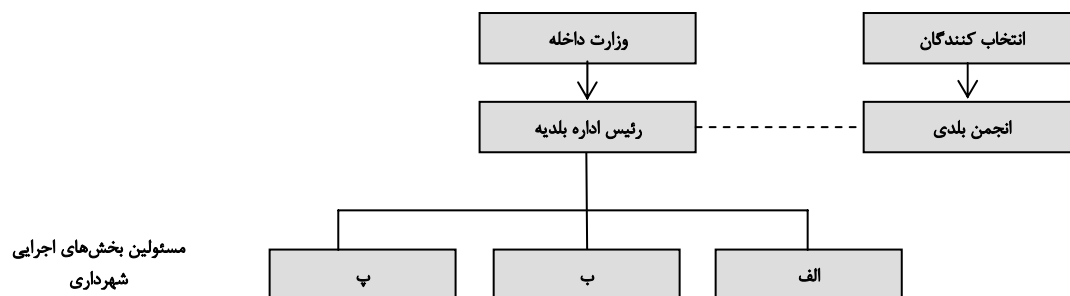 انتخاب کنندگان
وزارت داخله
انجمن بلدی
رئیس اداره بلدیه
الف
ب
پ
مسئولین بخش‌های اجرایی
شهرداری